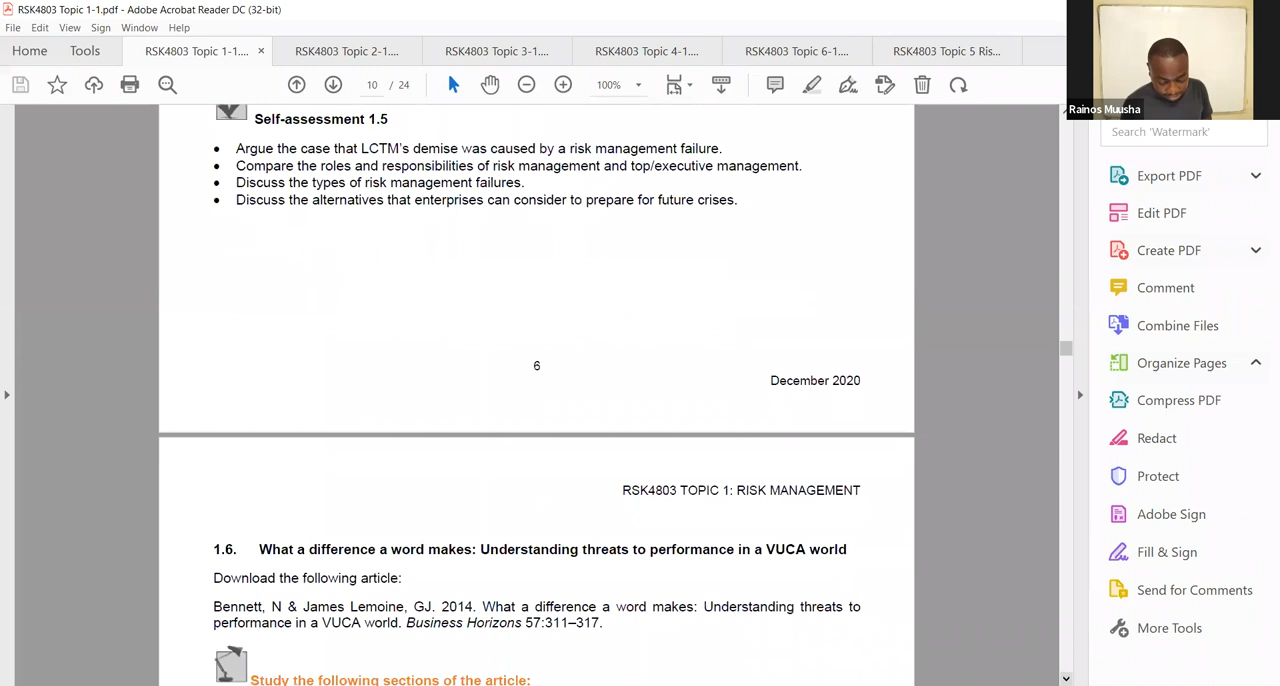 RSK4803 Topic 1-1.pdf - Adobe Acrobat Reader DC (32-bit)
File Edit View Sign Window Help
Home Tools RSK4803 Topic 1-1.... × RSK4803 Topic 2-1.... RSK4803 Topic 3-1.... RSK4803 Topic 4-1.... RSK4803 Topic 6-1.... RSK4803 Topic 5 Ris...
10 / 24 100%
Rainos Muusha
Search 'Watermark'
Self-assessment 1.5
• Argue the case that LCTM's demise was caused by a risk management failure.
• Compare the roles and responsibilities of risk management and top/executive management.
• Discuss the types of risk management failures.
• Discuss the alternatives that enterprises can consider to prepare for future crises.
6
December 2020
RSK4803 TOPIC 1: RISK MANAGEMENT
1.6. What a difference a word makes: Understanding threats to performance in a VUCA world
Download the following article:
Bennett, N & James Lemoine, GJ. 2014. What a difference a word makes: Understanding threats to
performance in a VUCA world. Business Horizons 57:311–317.
Study the following sections of the article:
Export PDF
Edit PDF
Create PDF
Comment
Combine Files
Organize Pages
Compress PDF
Redact
Protect
Adobe Sign
Fill & Sign
Send for Comments
More Tools